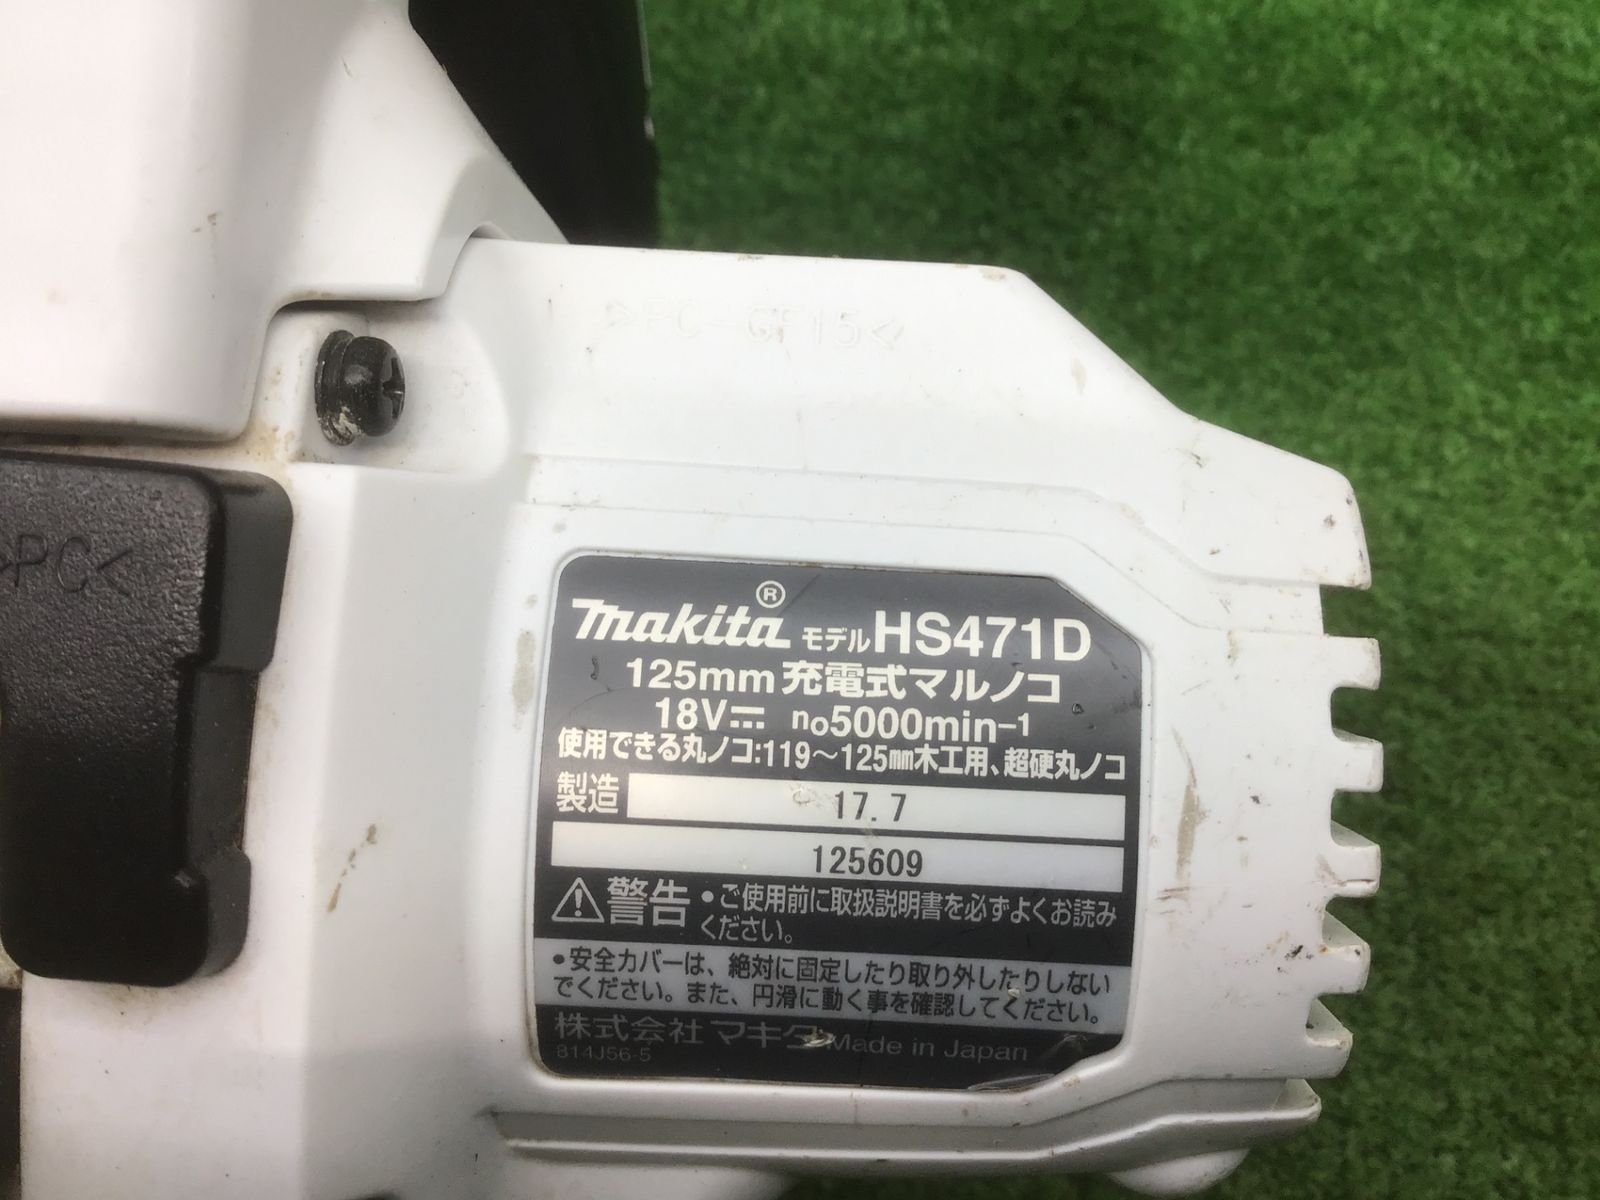 >PC-GF15<
>PC<
makita® モデルHS471D
125mm 充電式マルノコ
18V⎓ no5000min-1
使用できる丸ノコ:119～125㎜木工用、超硬丸ノコ
製造 17.7
125609
⚠警告 •ご使用前に取扱説明書を必ずよくお読み
ください。
•安全カバーは、絶対に固定したり取り外したりしない
でください。また、円滑に動く事を確認してください。
株式会社 マキタ Made in Japan
814J56-5